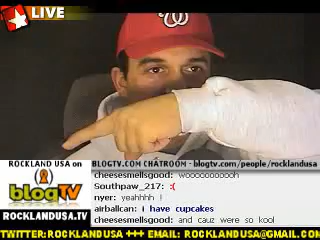 LIVE
ROCKLAND USA on
blogTV
ROCKLANDUSA.TV
BLOGTV.COM CHATROOM - blogtv.com/people/rocklandusa
cheesesmellsgood: woooooooooh
Southpaw_217: :(
nyer: yeahhhh !
airballcan: i have cupcakes
cheesesmellsgood: and cauz were so kool
TWITTER:ROCKLANDUSA +++ EMAIL: ROCKLANDUSA@GMAIL.COM